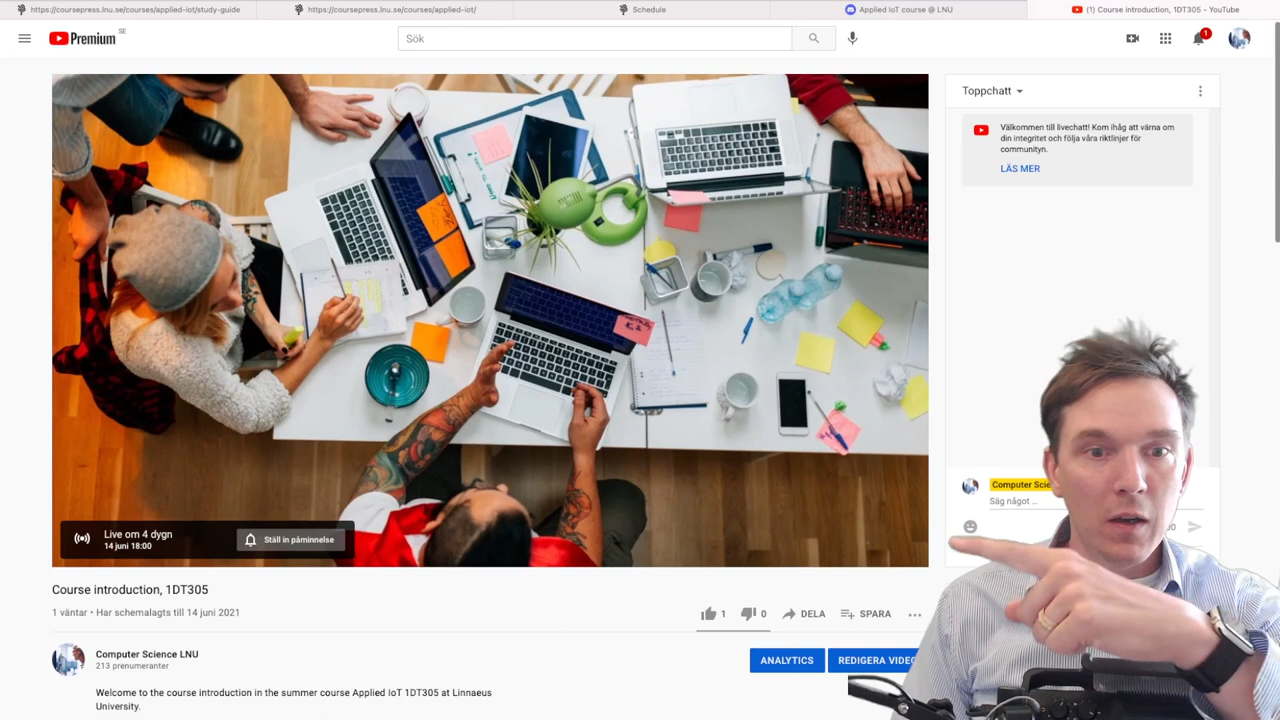 https://coursepress.lnu.se/courses/applied-iot/study-guide
https://coursepress.lnu.se/courses/applied-iot/
Schedule
Applied IoT course @ LNU
(1) Course introduction, 1DT305 - YouTube
Premium SE
Sök
1
Toppchatt
Välkommen till livechatt! Kom ihåg att värna om
din integritet och följa våra riktlinjer för
communityn.
LÄS MER
Computer Scie
Säg något ...
Live om 4 dygn
14 juni 18:00
Ställ in påminnelse
Course introduction, 1DT305
1 väntar • Har schemalagts till 14 juni 2021
1
0
DELA
SPARA
Computer Science LNU
213 prenumeranter
ANALYTICS
REDIGERA VIDEO
Welcome to the course introduction in the summer course Applied IoT 1DT305 at Linnaeus
University.